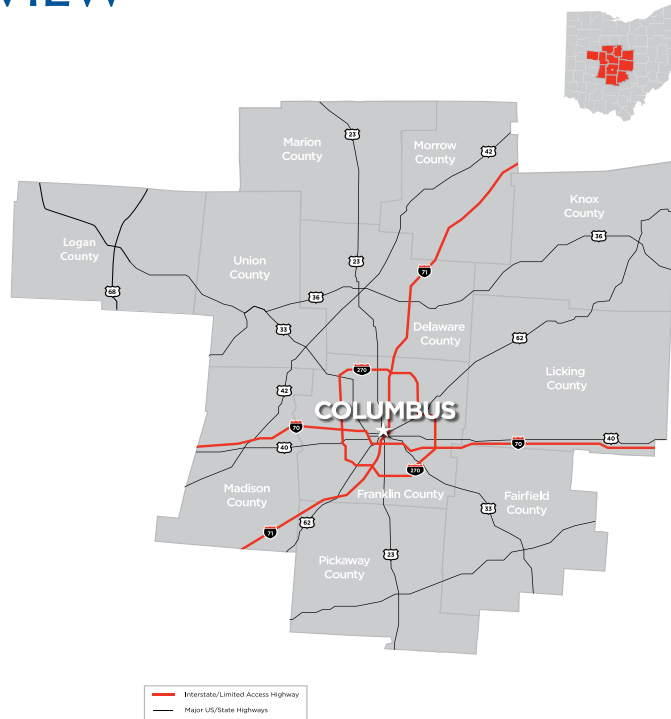 Marion
County
23
Morrow
County
42
Knox
County
Logan
County
Union
County
36
23
71
68
36
33
Delaware
County
62
270
Licking
County
42
COLUMBUS
70
40
40
70
270
Madison
County
Franklin County
Fairfield
County
33
62
71
23
Pickaway
County
Interstate/Limited Access Highway
Major US/State Highways